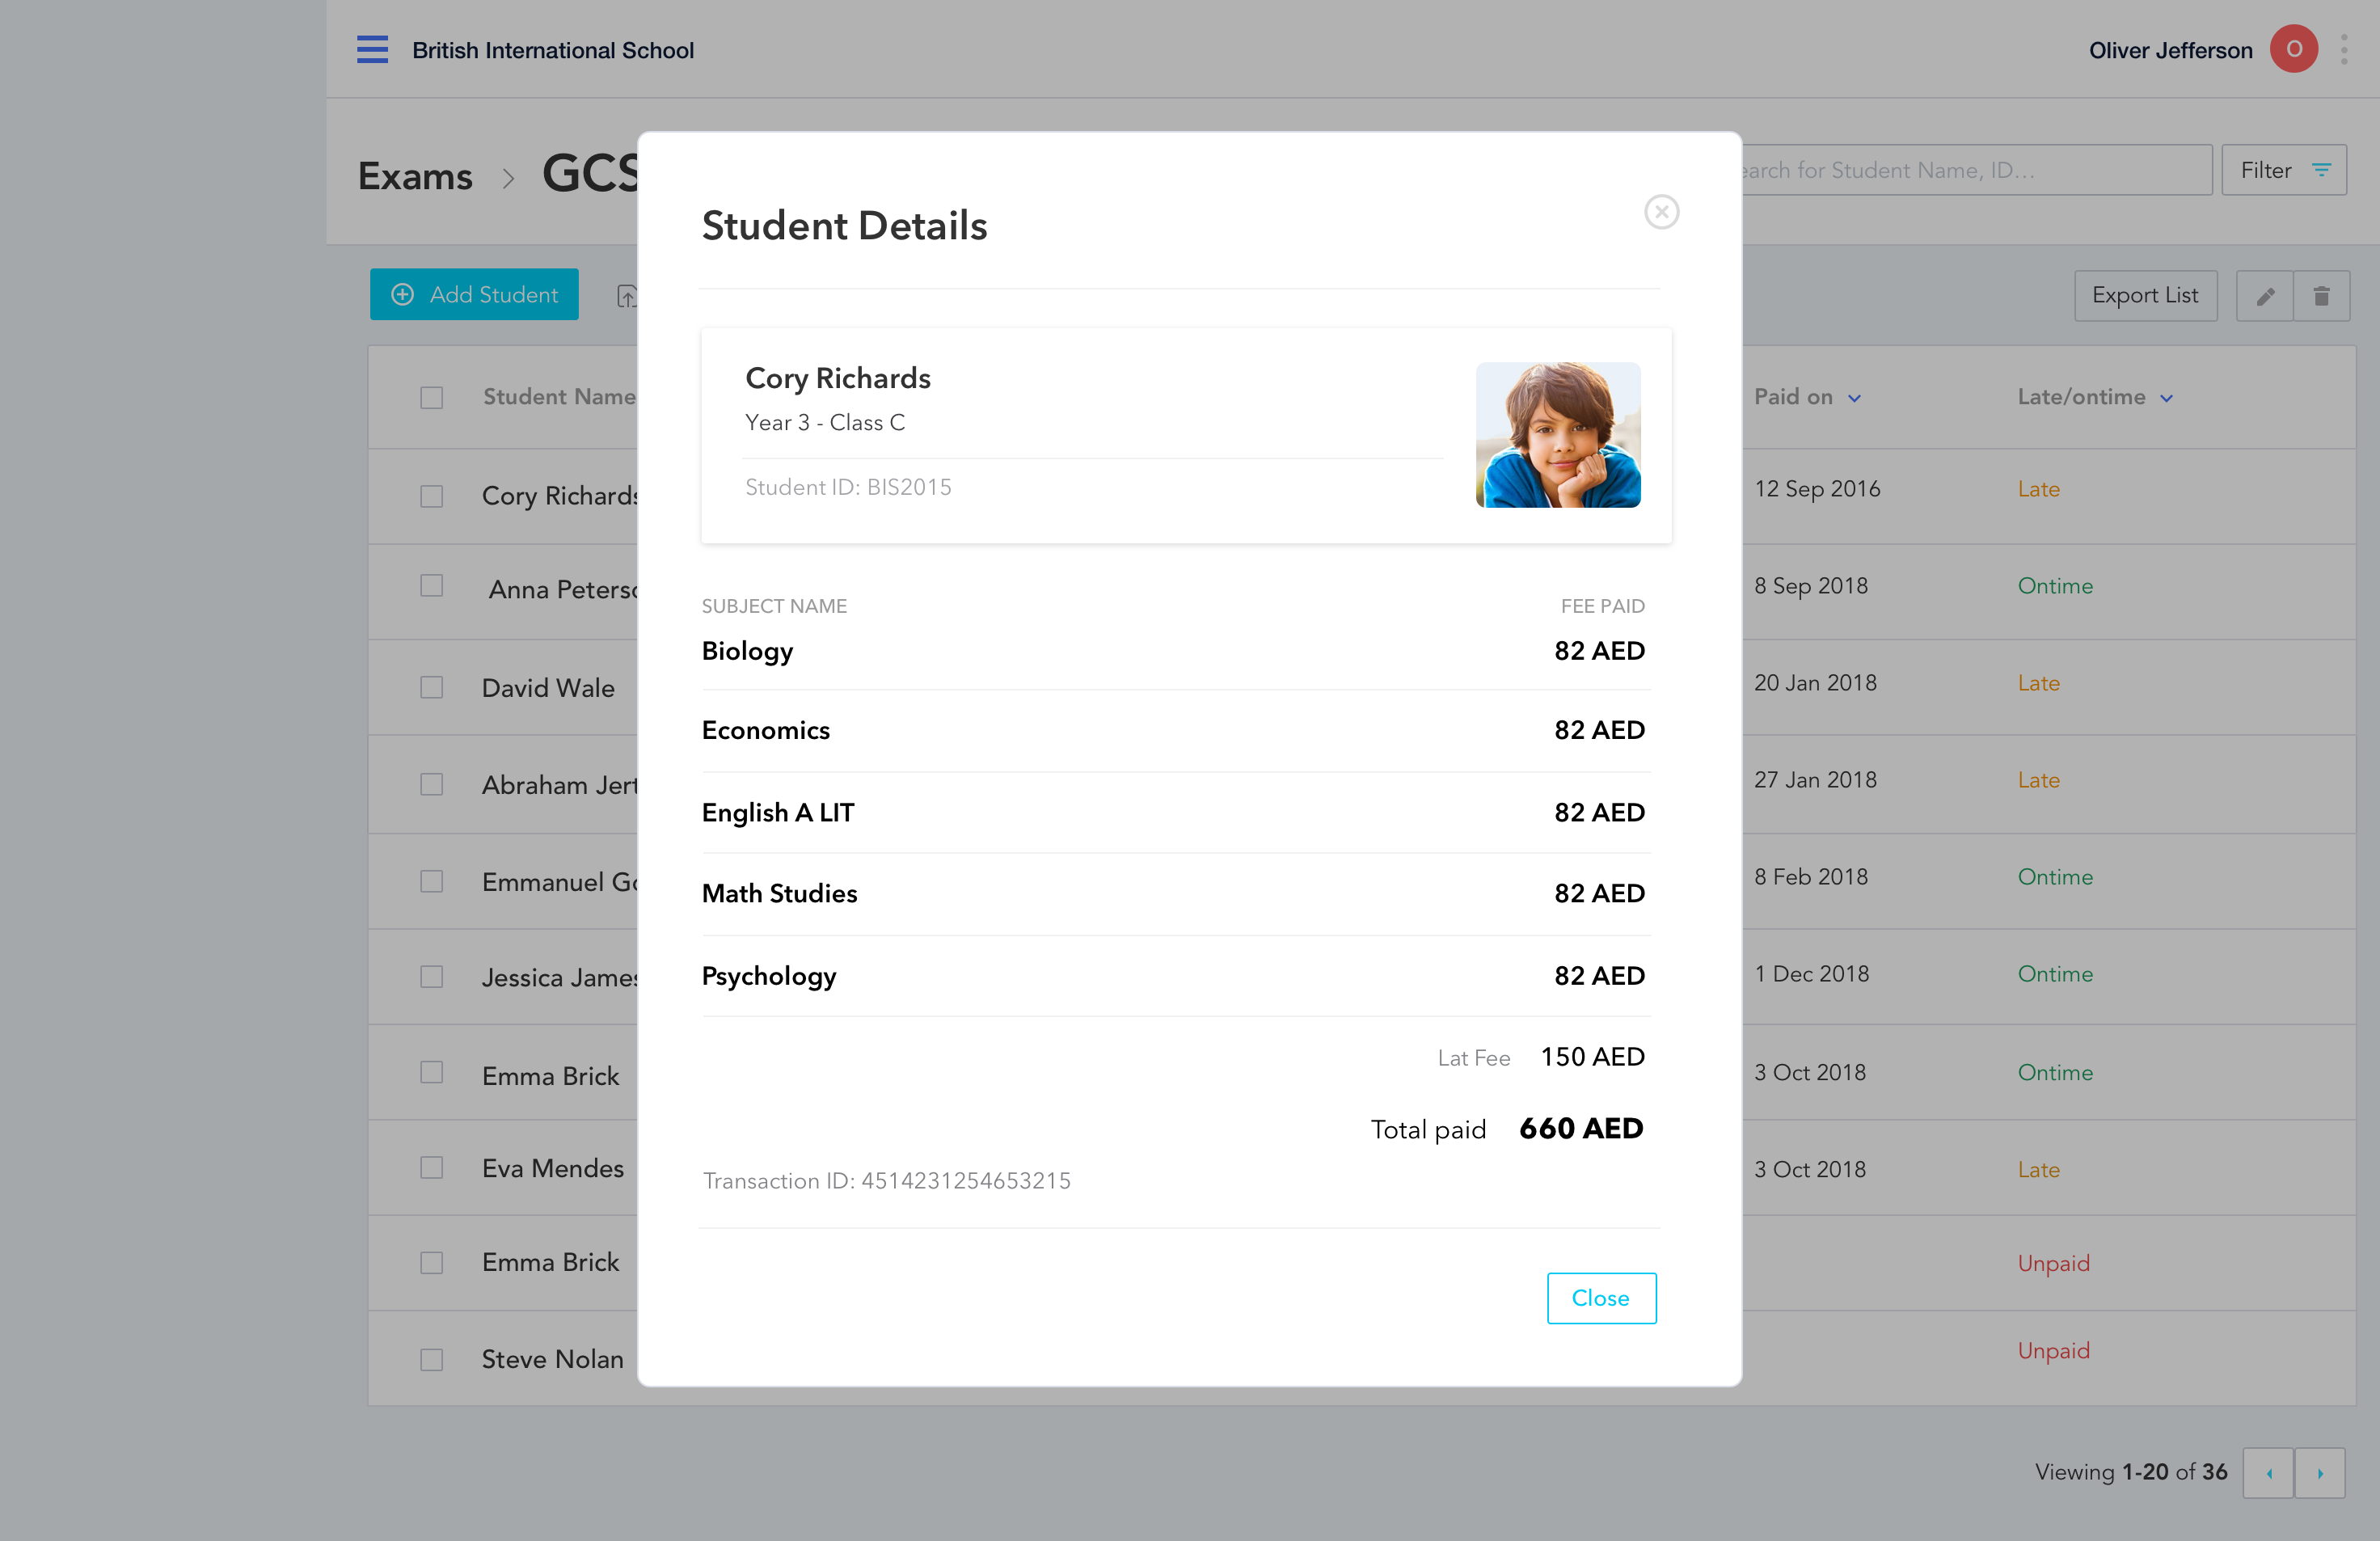 British International School
Oliver Jefferson O
Exams > GCS
earch for Student Name, ID...
Filter
Student Details
Add Student
Export List
Cory Richards
Year 3 - Class C
Student ID: BIS2015
Student Name
Paid on
Late/ontime
Cory Richards
12 Sep 2016
Late
Anna Peterso
8 Sep 2018
Ontime
David Wale
20 Jan 2018
Late
Abraham Jert
27 Jan 2018
Late
Emmanuel Go
8 Feb 2018
Ontime
Jessica James
1 Dec 2018
Ontime
Emma Brick
3 Oct 2018
Ontime
Eva Mendes
3 Oct 2018
Late
Emma Brick
Unpaid
Steve Nolan
Unpaid
SUBJECT NAME FEE PAID
Biology 82 AED
Economics 82 AED
English A LIT 82 AED
Math Studies 82 AED
Psychology 82 AED
Lat Fee 150 AED
Total paid 660 AED
Transaction ID: 4514231254653215
Close
Viewing 1-20 of 36